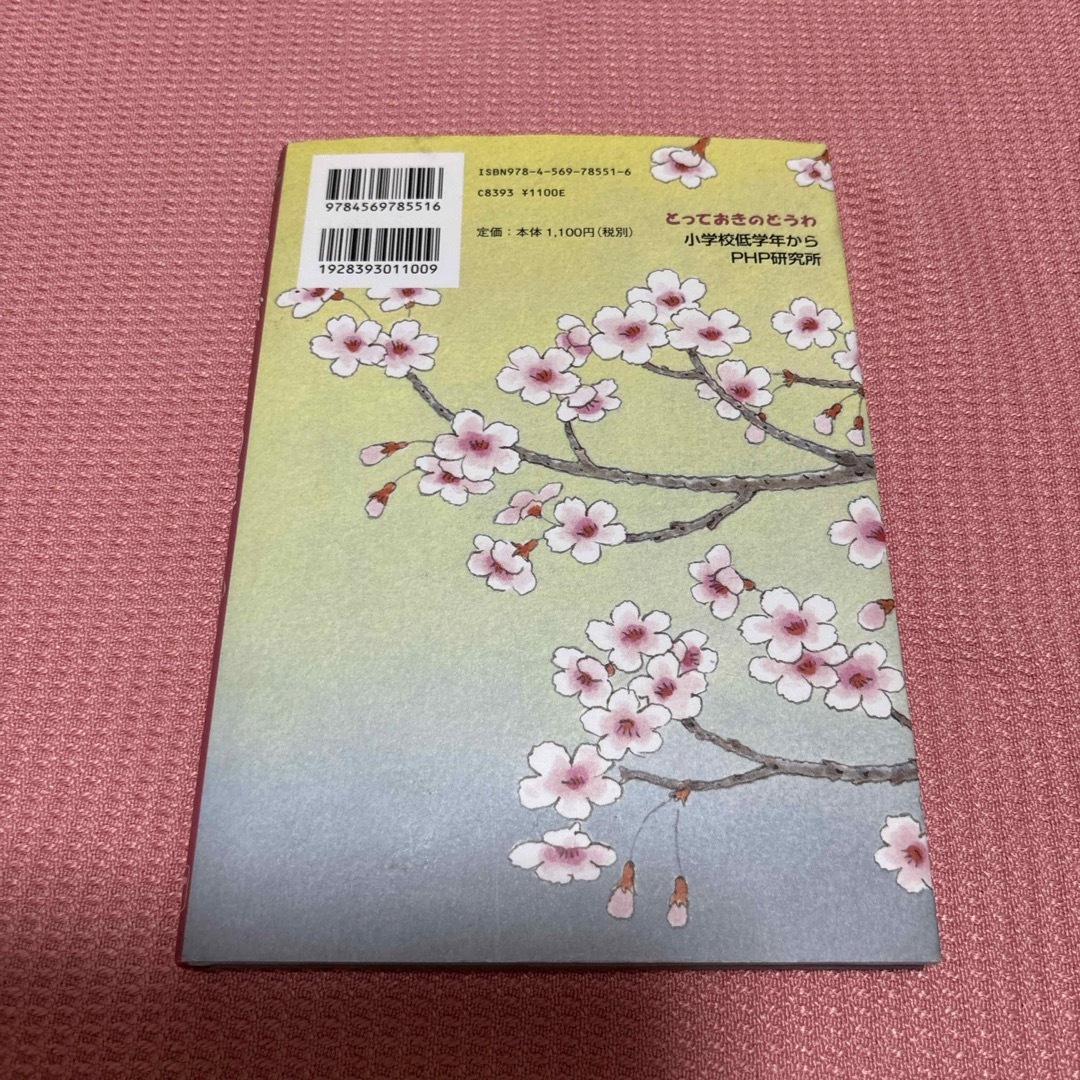 9784569785516
1928393011009
ISBN978-4-569-78551-6
C8393 ¥1100E
定価：本体1,100円（税別）
とっておきのどうわ
小学校低学年から
PHP研究所